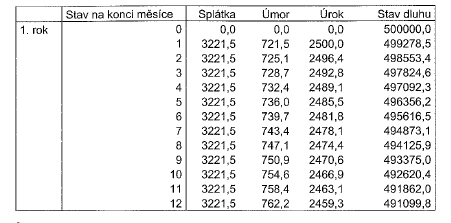 Stav na konci měsíce Splátka Úmor Úrok Stav dluhu
1. rok 0 0,0 0,0 0,0 500000,0
1 3221,5 721,5 2500,0 499278,5
2 3221,5 725,1 2496,4 498553,4
3 3221,5 728,7 2492,8 497824,6
4 3221,5 732,4 2489,1 497092,3
5 3221,5 736,0 2485,5 496356,2
6 3221,5 739,7 2481,8 495616,5
7 3221,5 743,4 2478,1 494873,1
8 3221,5 747,1 2474,4 494125,9
9 3221,5 750,9 2470,6 493375,0
10 3221,5 754,6 2466,9 492620,4
11 3221,5 758,4 2463,1 491862,0
12 3221,5 762,2 2459,3 491099,8